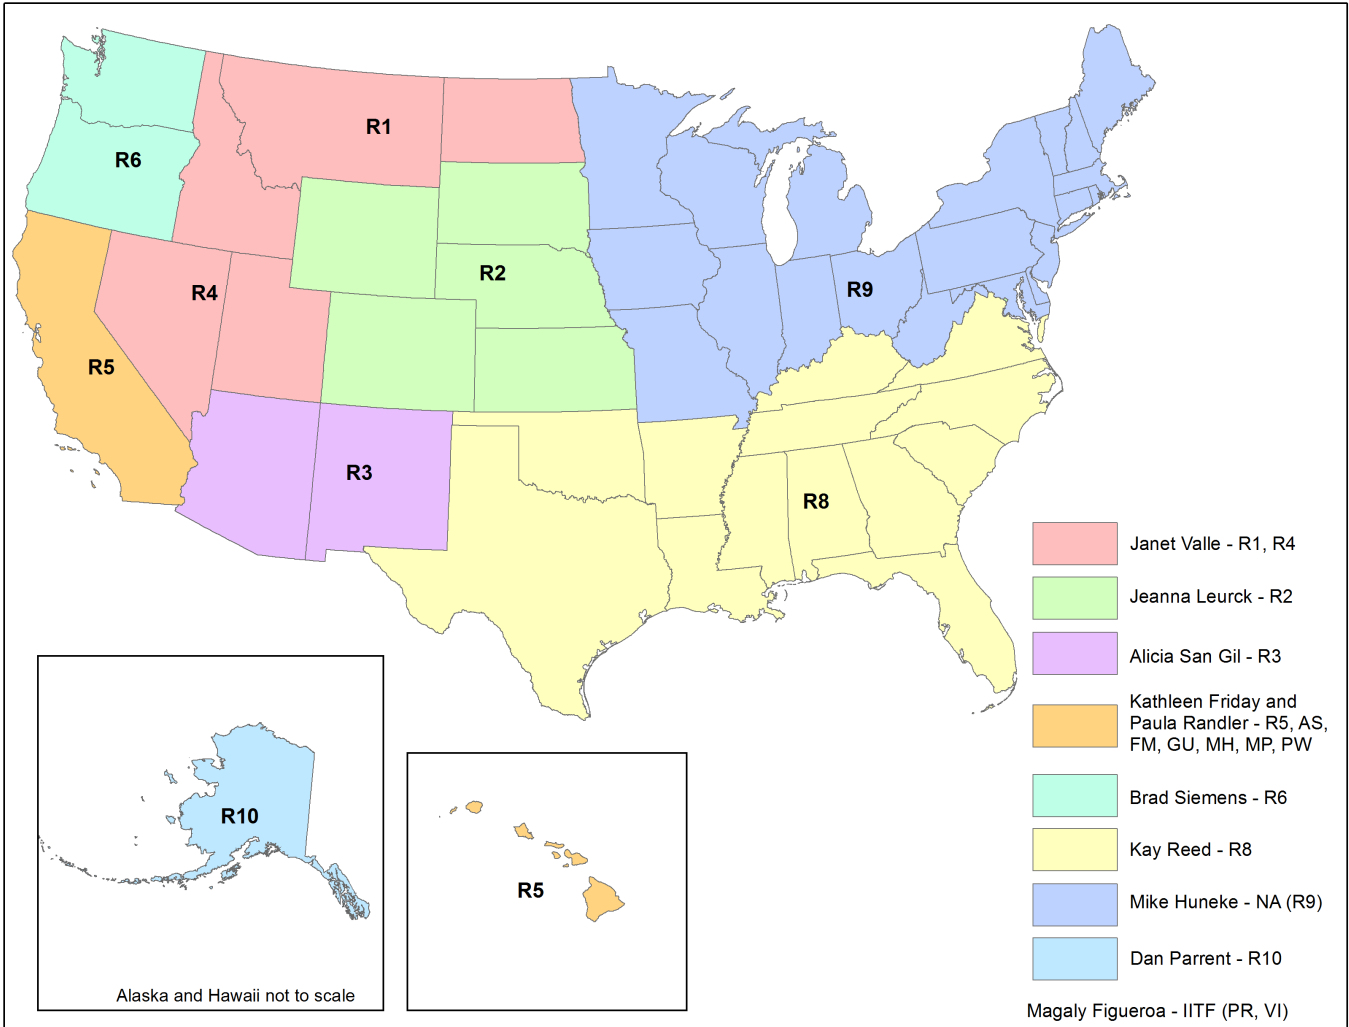 R1
R6
R2
R4
R9
R5
R3
R8
Janet Valle - R1, R4
Jeanna Leurck - R2
Alicia San Gil - R3
Kathleen Friday and
Paula Randler - R5, AS,
FM, GU, MH, MP, PW
Brad Siemens - R6
Kay Reed - R8
Mike Huneke - NA (R9)
Dan Parrent - R10
Magaly Figueroa - IITF (PR, VI)
R10
Alaska and Hawaii not to scale
R5